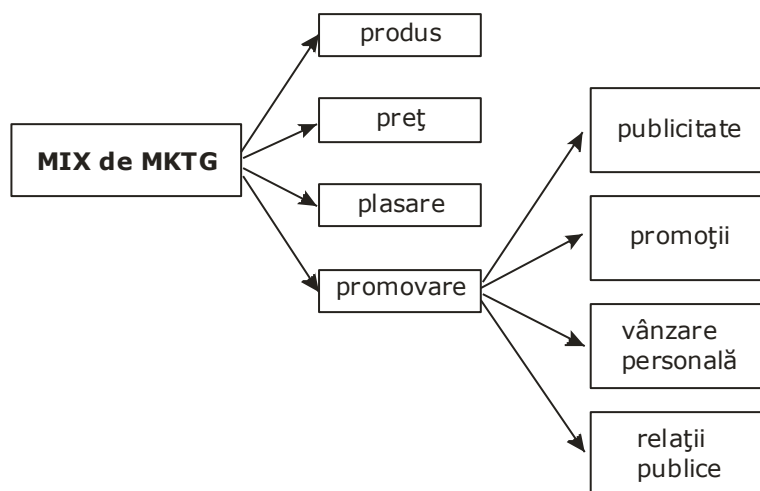 MIX de MKTG
produs
preţ
plasare
promovare
publicitate
promoţii
vânzare
personală
relaţii
publice